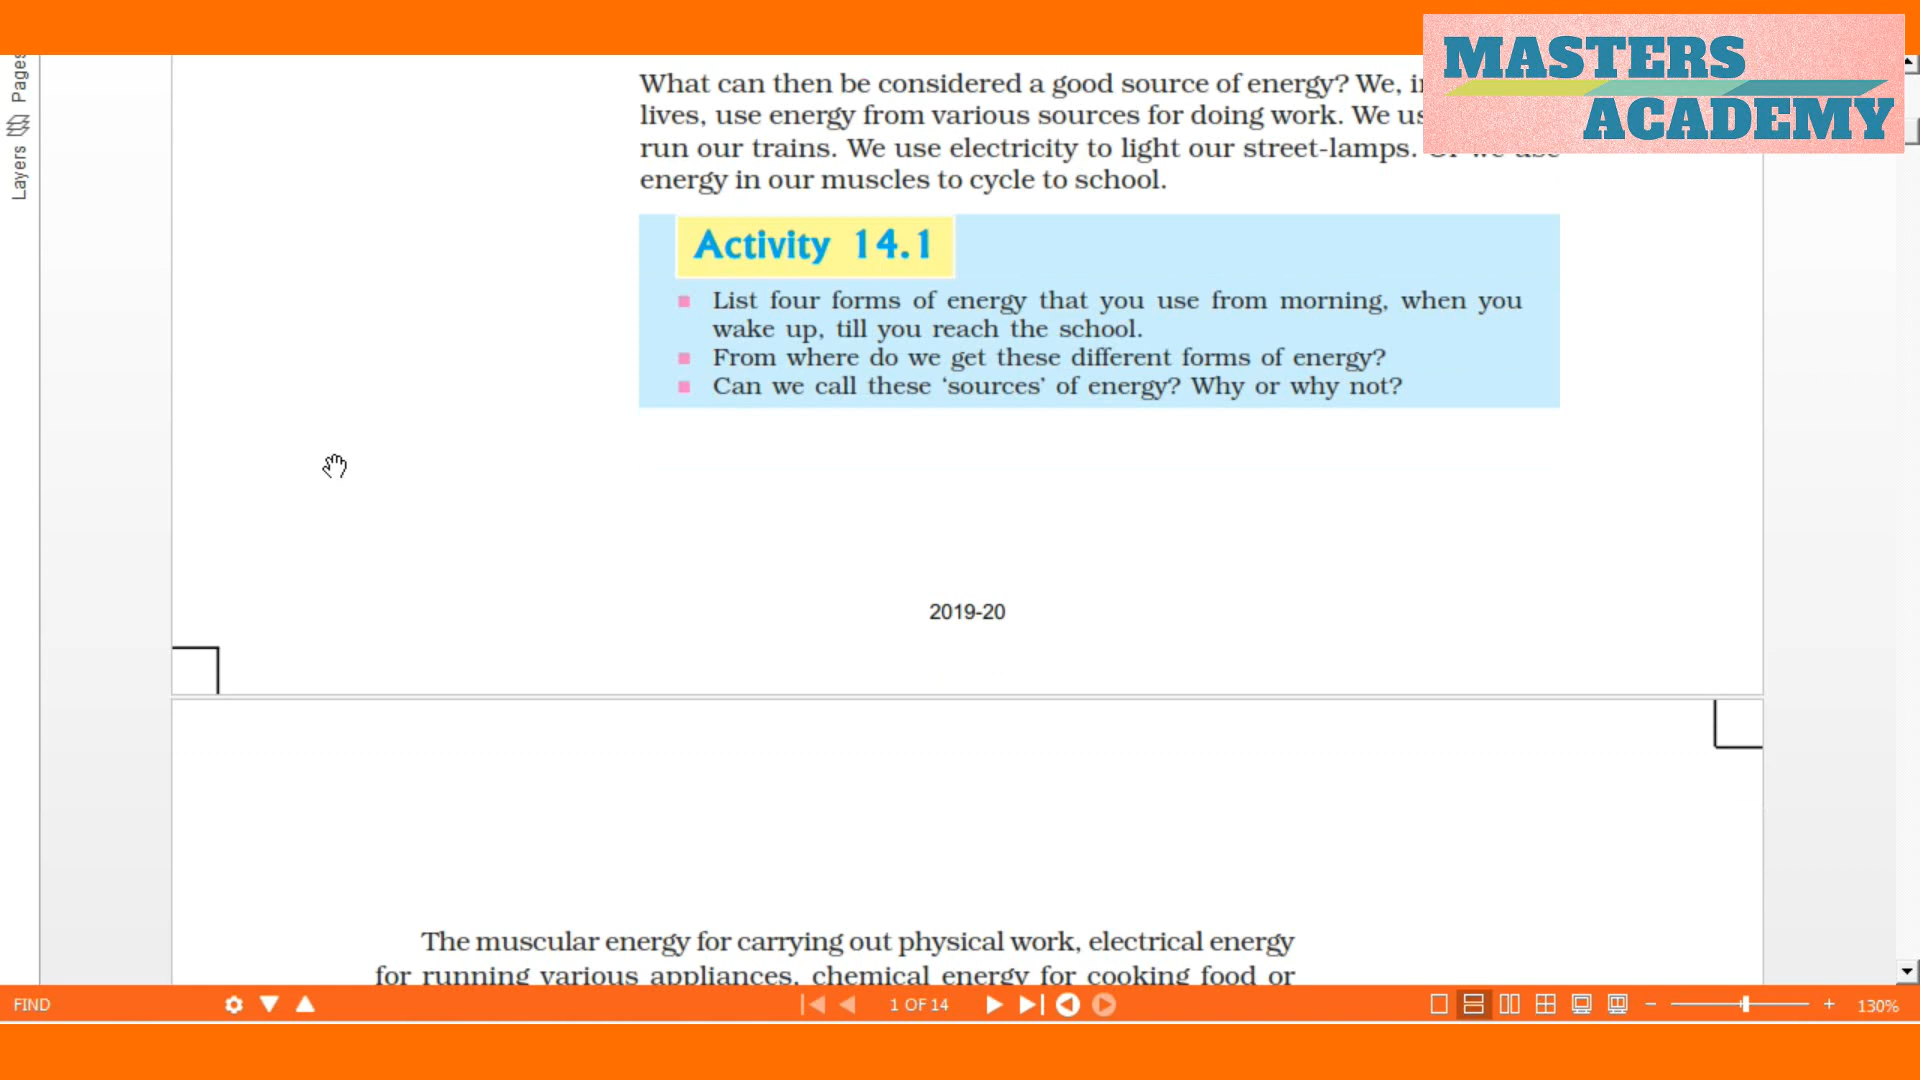 MASTERS
ACADEMY
Pages
Layers
What can then be considered a good source of energy? We,
lives, use energy from various sources for doing work. We
run our trains. We use electricity to light our street-lamps.
energy in our muscles to cycle to school.
Activity 14.1
List four forms of energy that you use from morning, when you
wake up, till you reach the school.
From where do we get these different forms of energy?
Can we call these ‘sources’ of energy? Why or why not?
2019-20
The muscular energy for carrying out physical work, electrical energy
for running various appliances, chemical energy for cooking food or
FIND
1 OF 14
130%